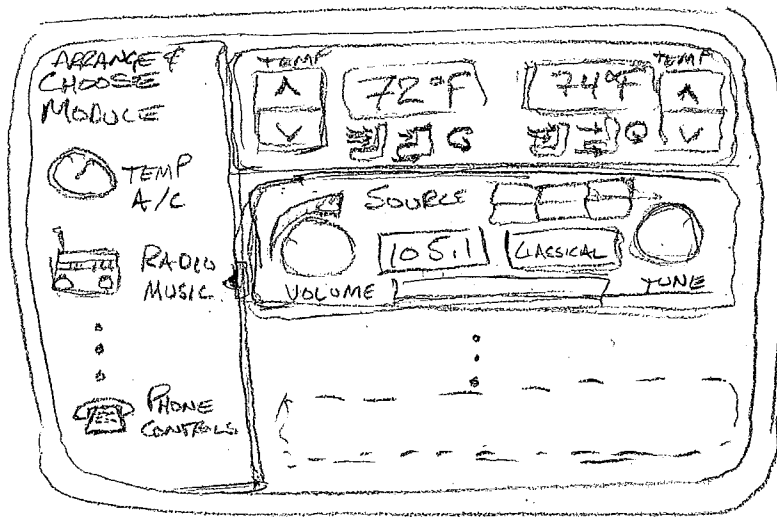 ARRANGE &
CHOOSE
MODULE
TEMP
A/C
RADIO
MUSIC
PHONE
CONTROLS
TEMP
72°F
74°F
TEMP
SOURCE
105.1
CLASSICAL
VOLUME
TUNE